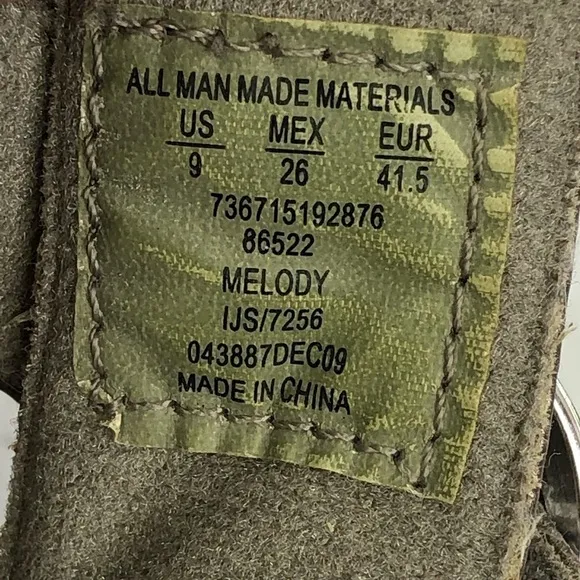 ALL MAN MADE MATERIALS
US MEX EUR
9 26 41.5
736715192876
86522
MELODY
IJS/7256
043887DEC09
MADE IN CHINA